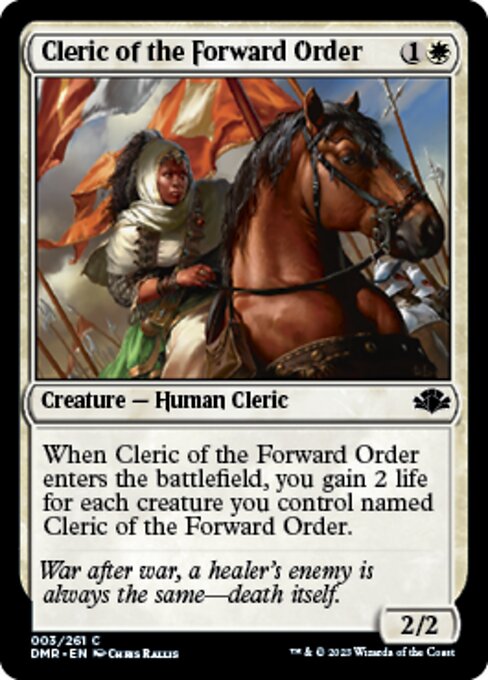 Cleric of the Forward Order 1
Creature — Human Cleric
When Cleric of the Forward Order
enters the battlefield, you gain 2 life
for each creature you control named
Cleric of the Forward Order.
War after war, a healer's enemy is
always the same—death itself.
2/2
003/261 C
DMR • EN Chris Rallis
™ & © 2023 Wizards of the Coast